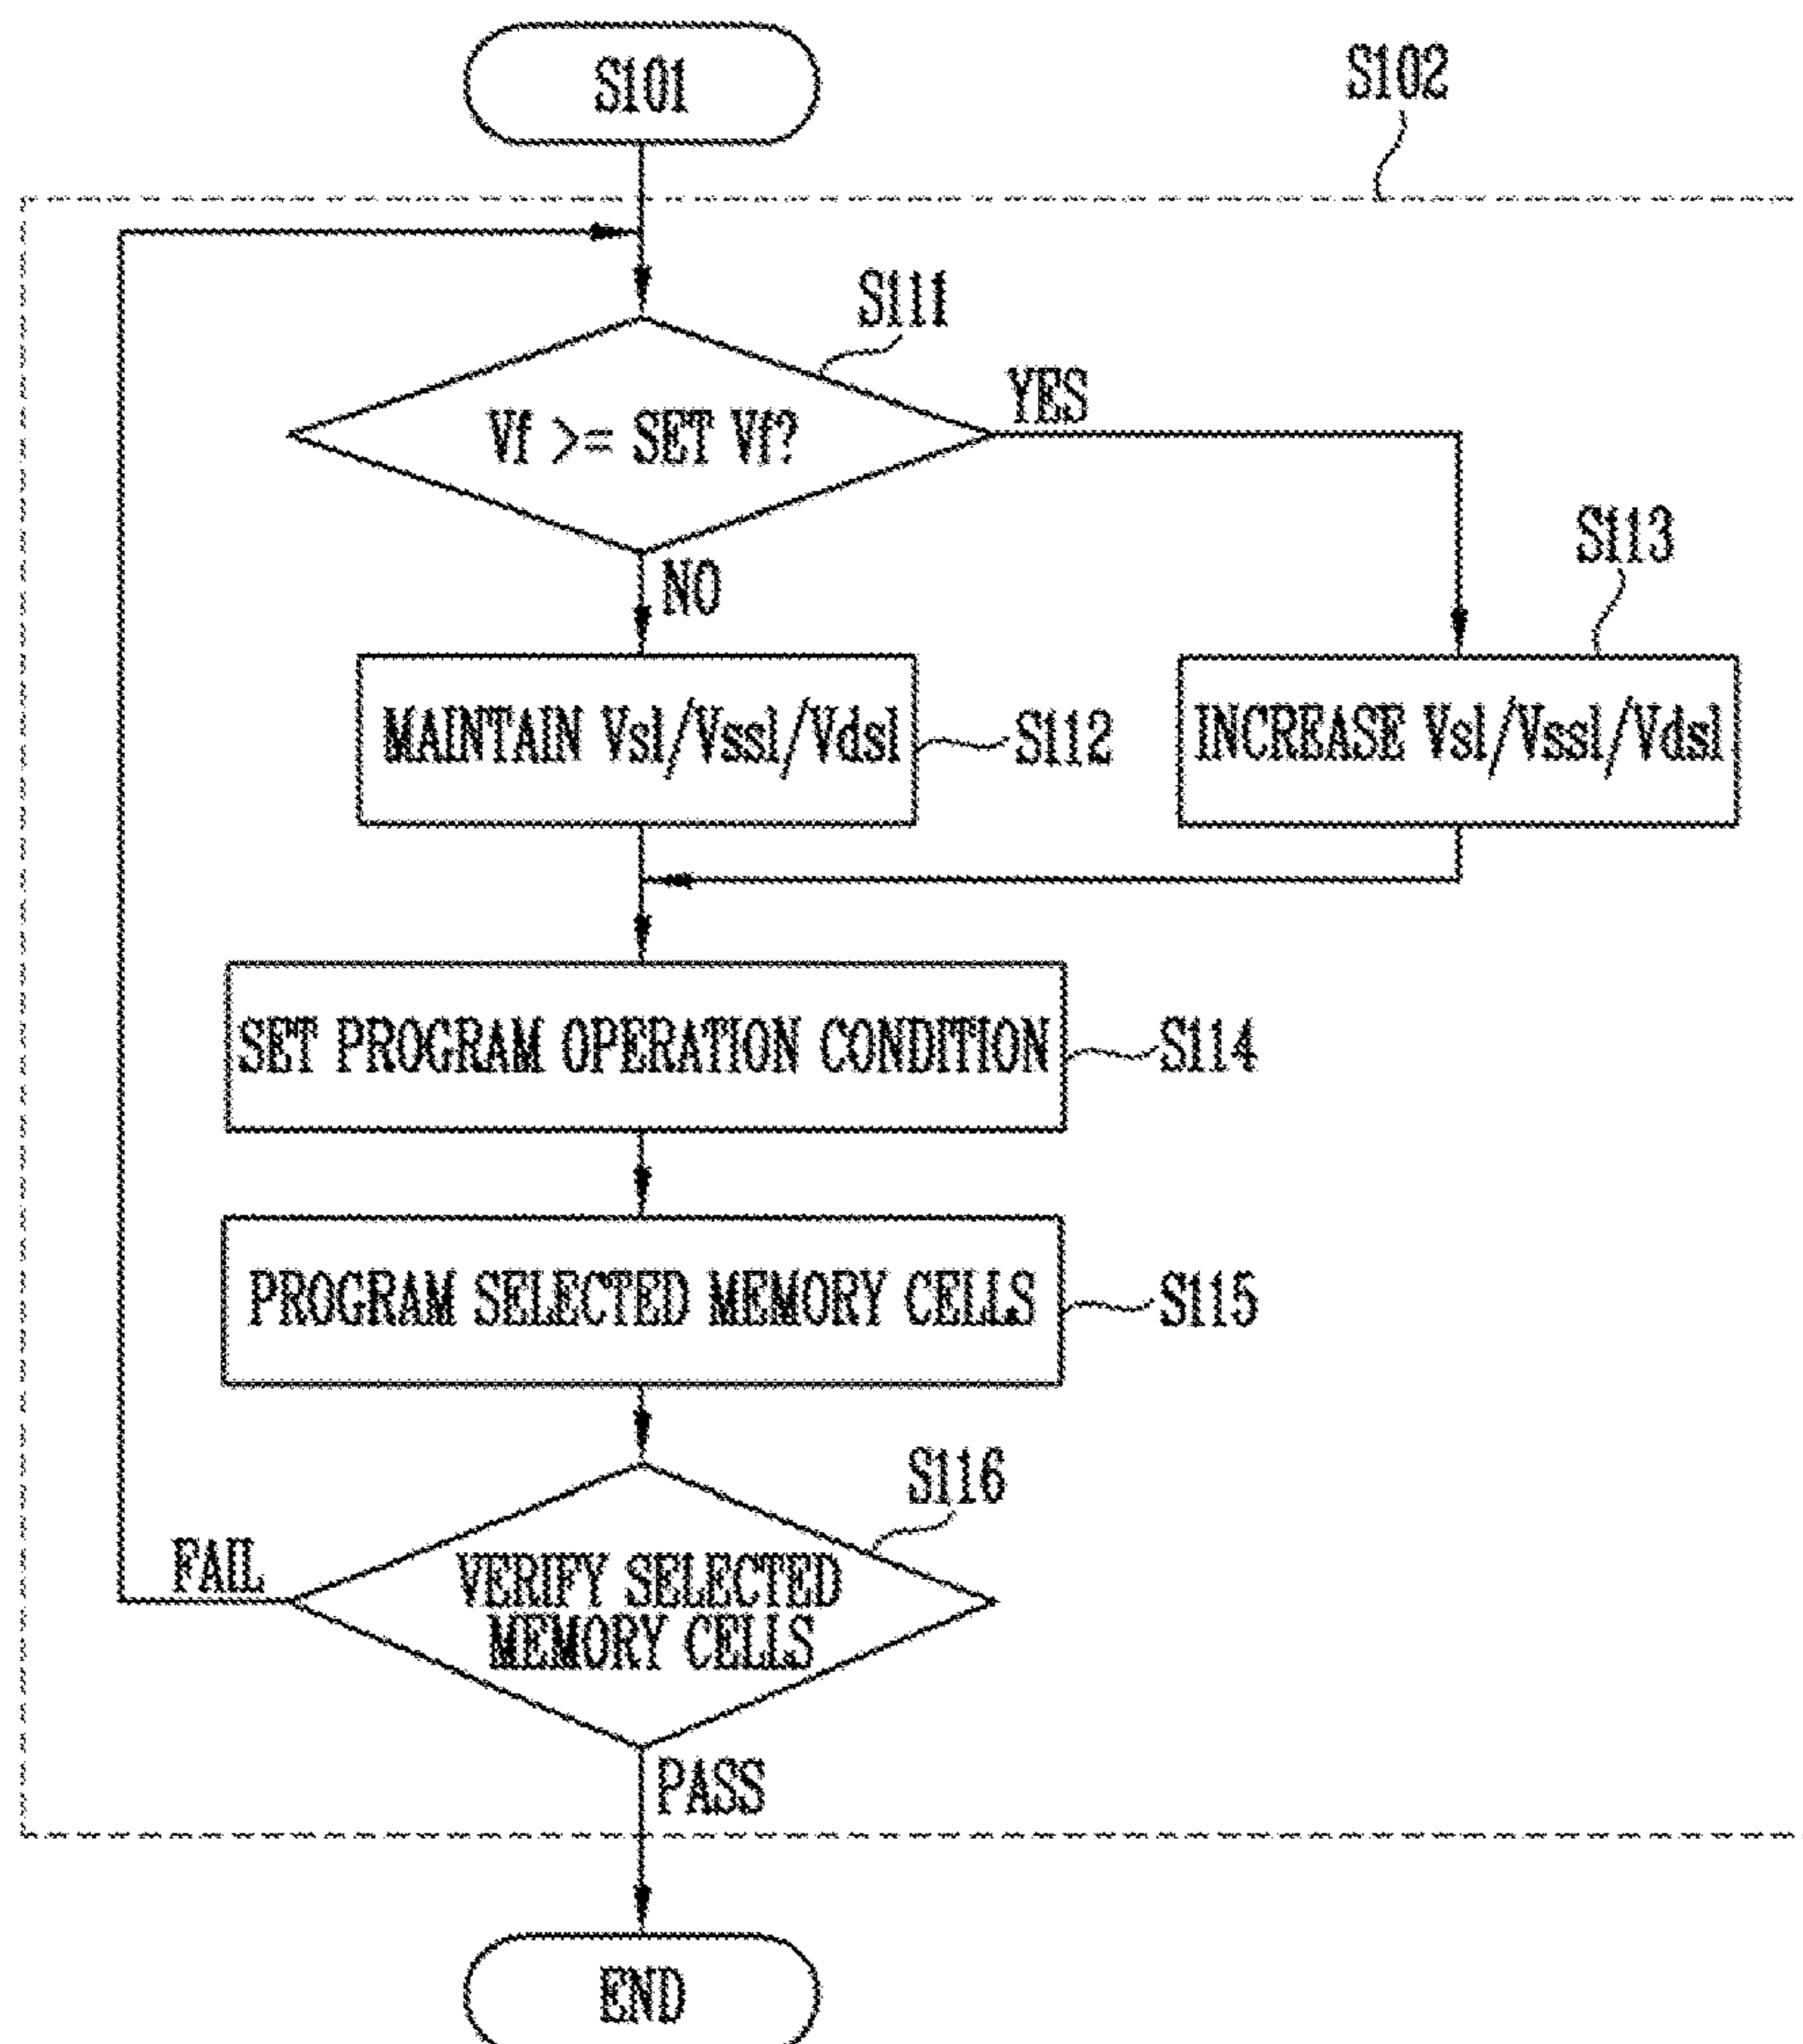 S101
S102
S111
Vf >= SET Vf?
YES
NO
S113
MAINTAIN Vsl/Vssl/Vdsl
S112
INCREASE Vsl/Vssl/Vdsl
SET PROGRAM OPERATION CONDITION
S114
PROGRAM SELECTED MEMORY CELLS
S115
S116
FAIL
VERIFY SELECTED
MEMORY CELLS
PASS
END